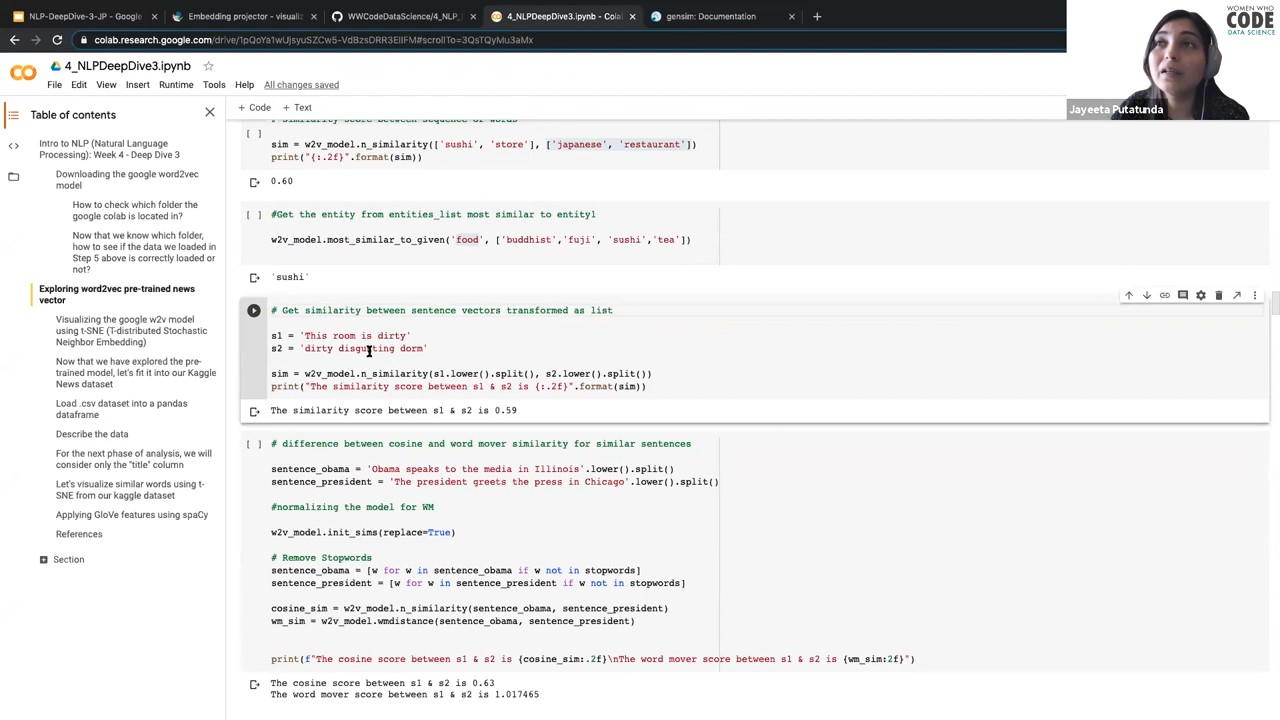 NLP-DeepDive-3-JP - Google
Embedding projector - visuali
WWCodeDataScience/4_NLP_
4_NLPDeepDive3.ipynb - Colab
gensim: Documentation
WOMEN WHO
CODE
DATA SCIENCE
colab.research.google.com/drive/1pQoYa1wUjsyuSZCw5-VdBzsDRR3ElIFM#scrollTo=3QsTQyMu3aMx
4_NLPDeepDive3.ipynb
File Edit View Insert Runtime Tools Help All changes saved
Jayeeta Putatunda
Table of contents
+ Code + Text
Intro to NLP (Natural Language
Processing): Week 4 - Deep Dive
3
Downloading the google word2vec
model
How to check which folder the
google colab is located in?
Now that we know which folder,
how to see if the data we loaded in
Step 5 above is correctly loaded or
not?
Exploring word2vec pre-trained news
vector
Visualizing the google w2v model
using t-SNE (T-distributed Stochastic
Neighbor Embedding)
Now that we have explored the pre-
trained model, let's fit it into our Kaggle
News dataset
Load .csv dataset into a pandas
dataframe
Describe the data
For the next phase of analysis, we will
consider only the "title" column
Let's visualize similar words using t-
SNE from our kaggle dataset
Applying GloVe features using spaCy
References
Section
# similarity score between sequence of words
[ ]
sim = w2v_model.n_similarity(['sushi', 'store'], ['japanese', 'restaurant'])
print("{:.2f}".format(sim))
0.60
[ ] #Get the entity from entities_list most similar to entity1
w2v_model.most_similar_to_given('food', ['buddhist','fuji', 'sushi','tea'])
'sushi'
# Get similarity between sentence vectors transformed as list
s1 = 'This room is dirty'
s2 = 'dirty disgusting dorm'
sim = w2v_model.n_similarity(s1.lower().split(), s2.lower().split())
print("The similarity score between s1 & s2 is {:.2f}".format(sim))
The similarity score between s1 & s2 is 0.59
[ ] # difference between cosine and word mover similarity for similar sentences
sentence_obama = 'Obama speaks to the media in Illinois'.lower().split()
sentence_president = 'The president greets the press in Chicago'.lower().split()
#normalizing the model for WM
w2v_model.init_sims(replace=True)
# Remove Stopwords
sentence_obama = [w for w in sentence_obama if w not in stopwords]
sentence_president = [w for w in sentence_president if w not in stopwords]
cosine_sim = w2v_model.n_similarity(sentence_obama, sentence_president)
wm_sim = w2v_model.wmdistance(sentence_obama, sentence_president)
print(f"The cosine score between s1 & s2 is {cosine_sim:.2f}\nThe word mover score between s1 & s2 is {wm_sim:2f}")
The cosine score between s1 & s2 is 0.63
The word mover score between s1 & s2 is 1.017465